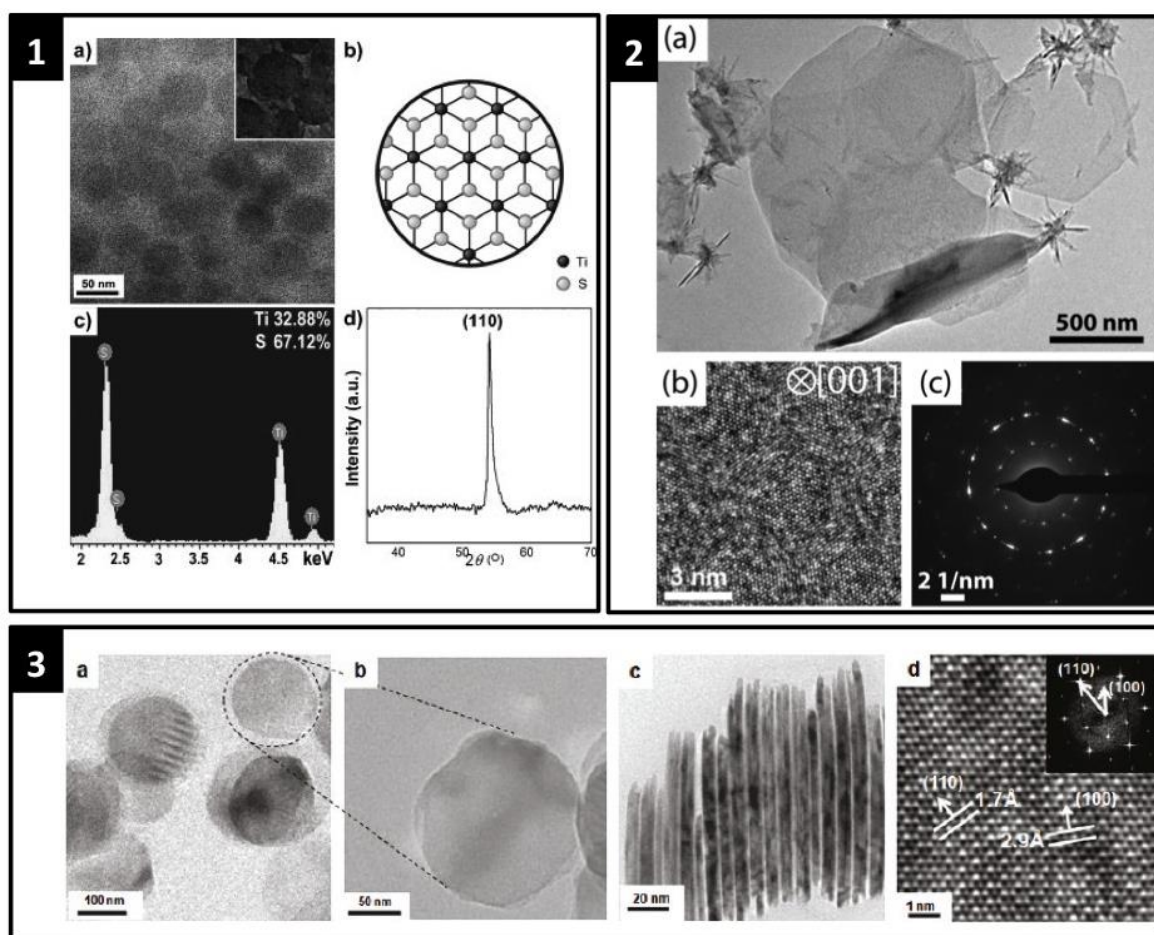 1
a)
50 nm
b)
Ti
S
c)
Ti 32.88%
S 67.12%
S
S
Ti
Ti
2 2.5 3 3.5 4 4.5 keV
d)
(110)
Intensity (a.u.)
40 50 60 70
2θ (O)
2
(a)
500 nm
(b)
⊗[001]
3 nm
(c)
2 1/nm
3
a
100 nm
b
50 nm
c
20 nm
d
(110)
(100)
(110)
1.7Å
(100)
2.9Å
1 nm